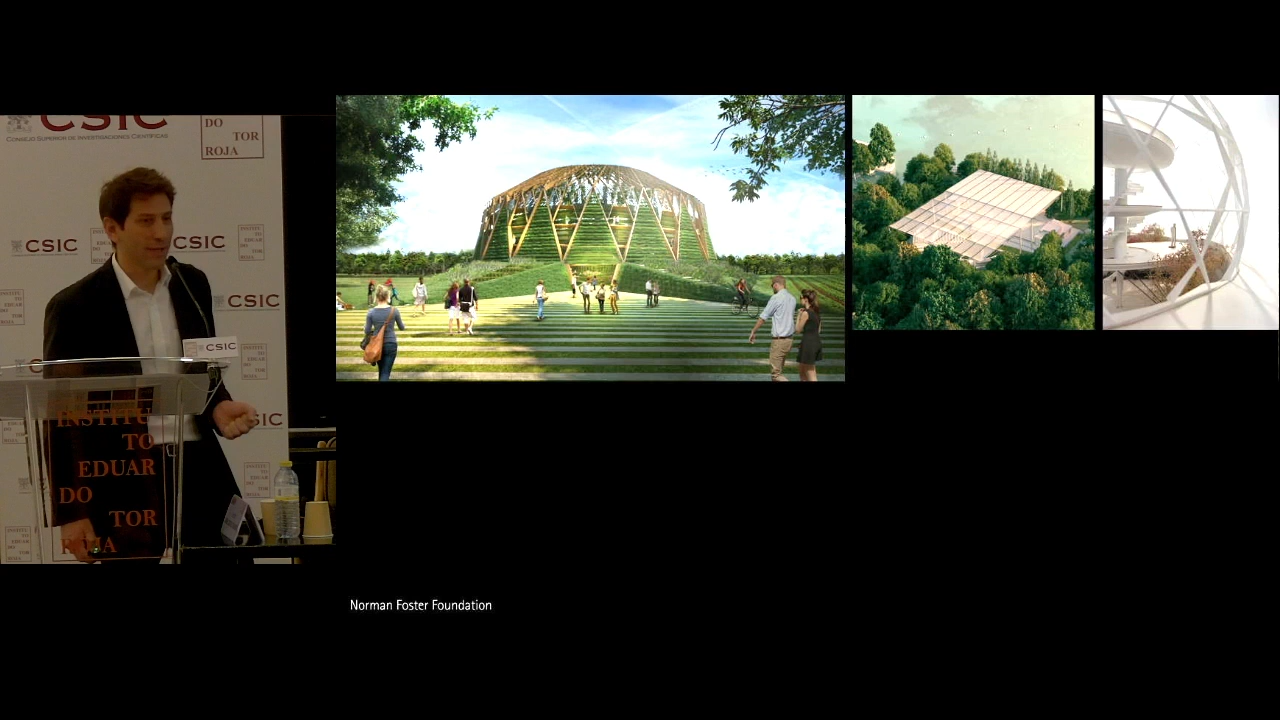 CSIC
CONSEJO SUPERIOR DE INVESTIGACIONES CIENTÍFICAS
DO
TOR
ROJA
CSIC
CSIC
CSIC
CSIC
INSTITU
TO
EDUAR
DO
TOR
ROJA
Norman Foster Foundation